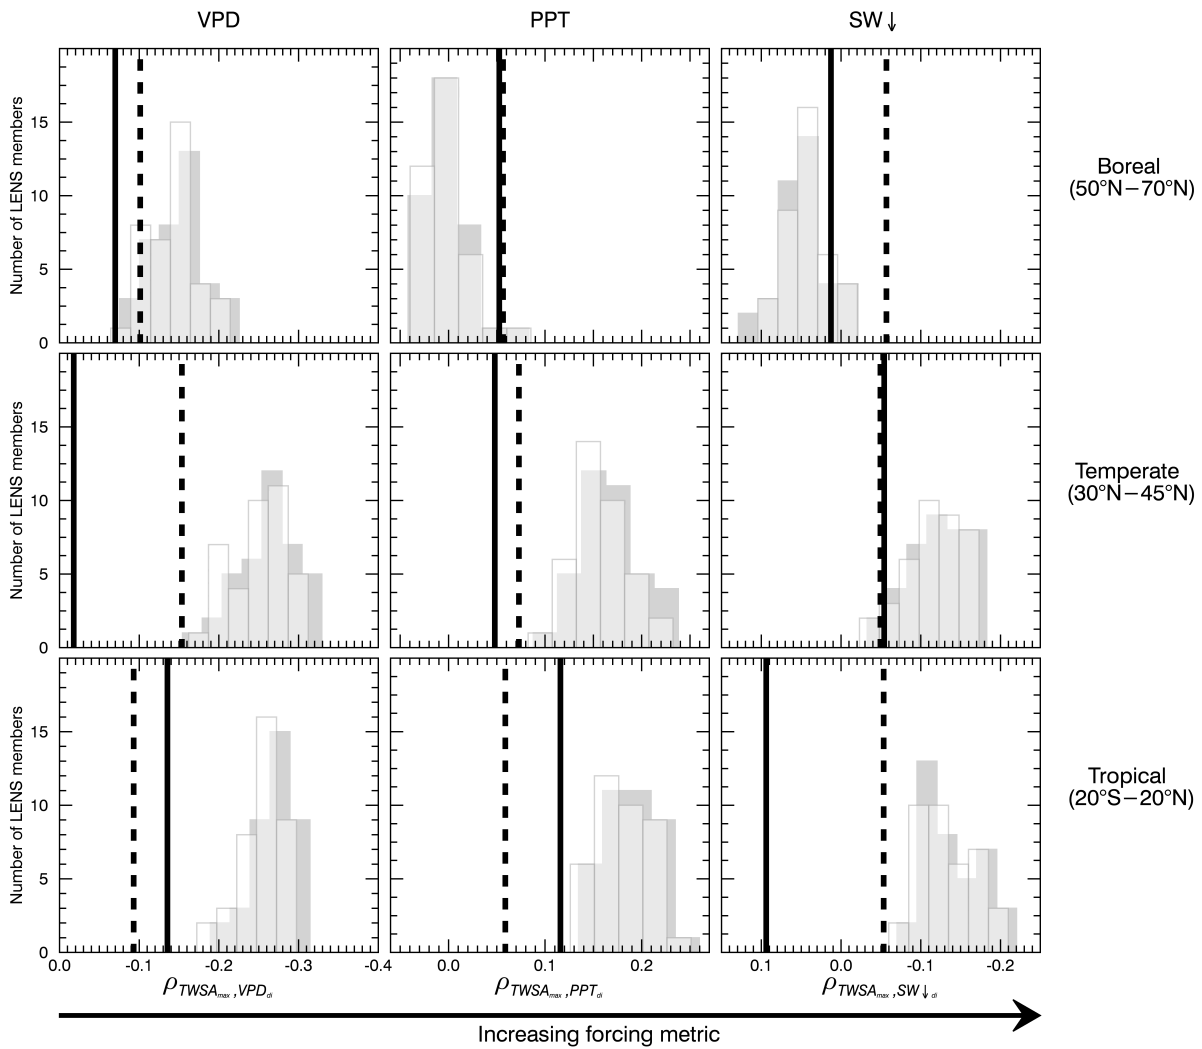 VPD PPT SW↓
Number of LENS members
15
10
5
0
Boreal
(50°N−70°N)
Number of LENS members
15
10
5
0
Temperate
(30°N−45°N)
Number of LENS members
15
10
5
0
Tropical
(20°S−20°N)
0.0 -0.1 -0.2 -0.3 -0.4 0.0 0.1 0.2 0.1 0.0 -0.1 -0.2
ρTWSAmax,VPDdi ρTWSAmax,PPTdi ρTWSAmax,SW↓di
Increasing forcing metric